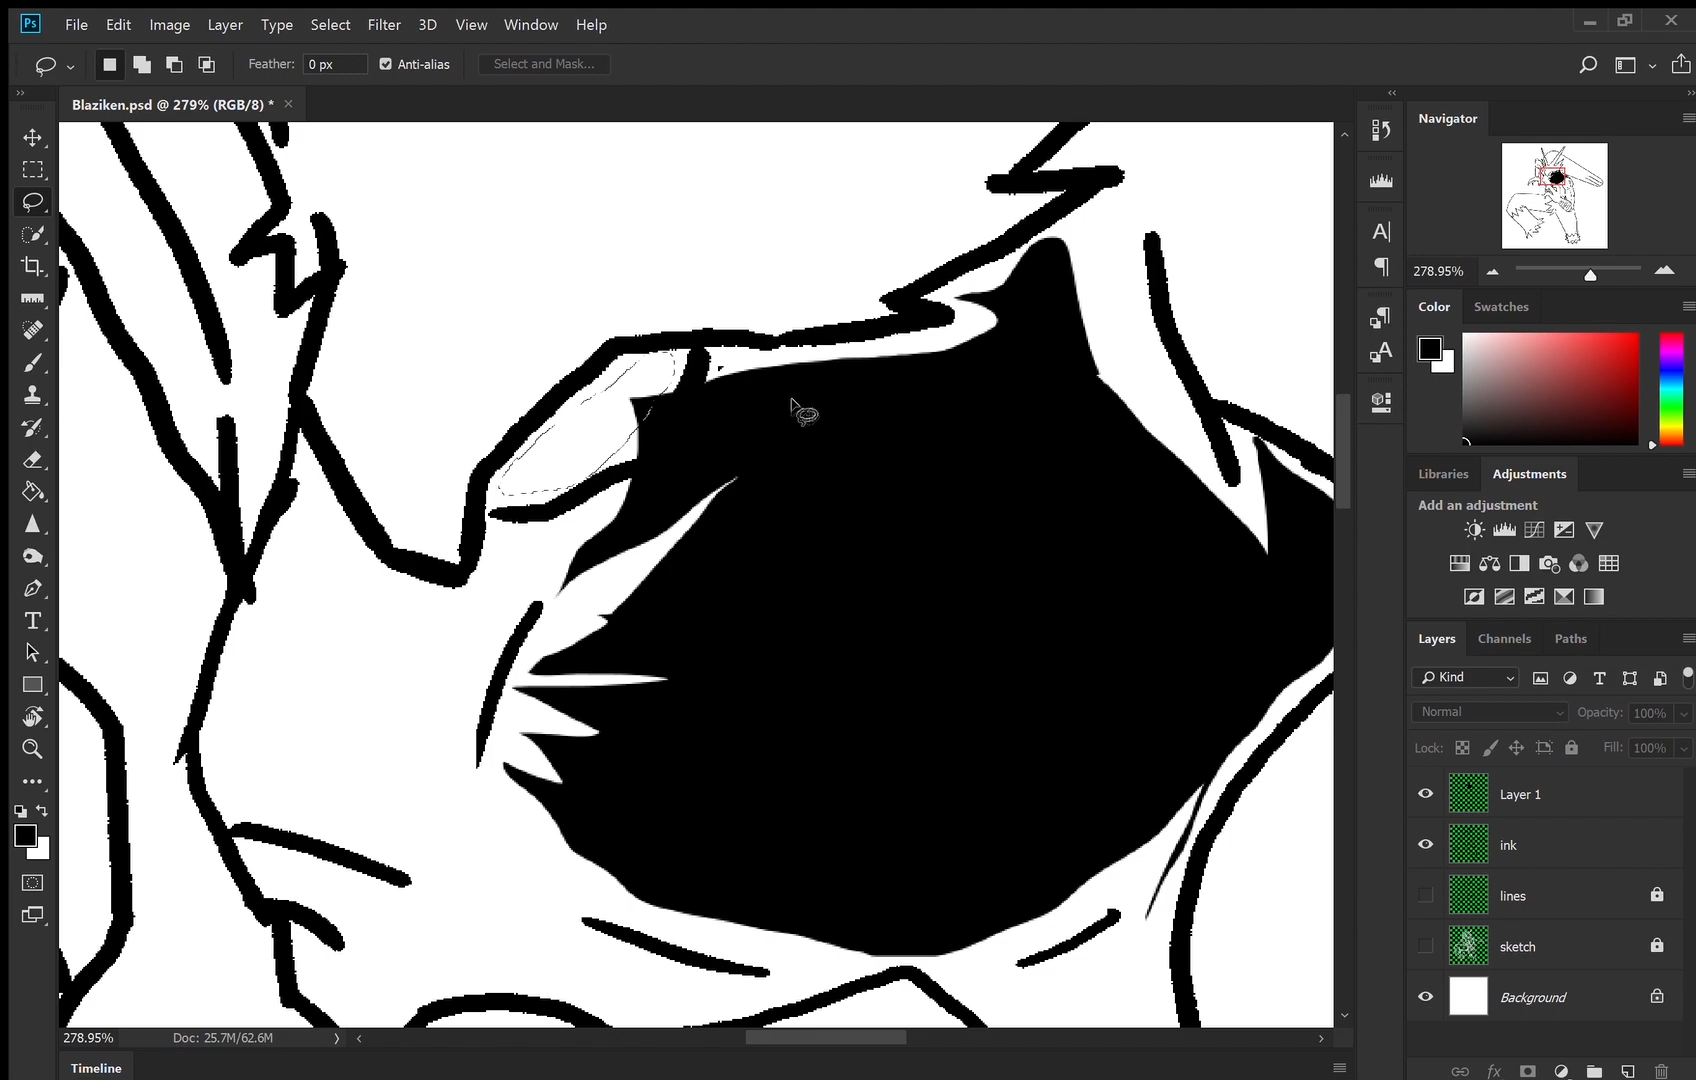 Ps File Edit Image Layer Type Select Filter 3D View Window Help
Feather: 0 px Anti-alias Select and Mask...
Blaziken.psd @ 279% (RGB/8) * ×
Navigator
278.95%
Color Swatches
Libraries Adjustments
Add an adjustment
Layers Channels Paths
Kind
Normal Opacity: 100%
Lock: Fill: 100%
Layer 1
ink
lines
sketch
Background
278.95% Doc: 25.7M/62.6M
Timeline